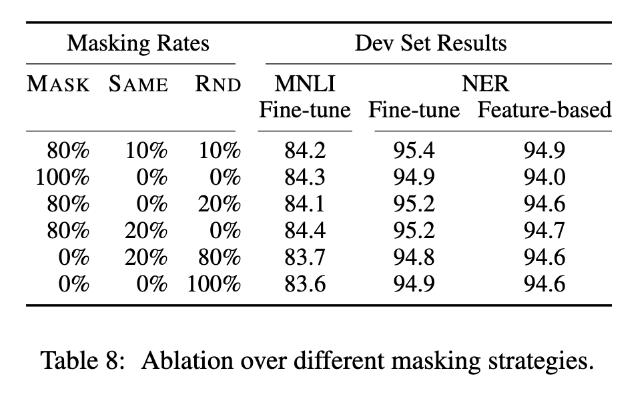 Masking Rates Dev Set Results
MASK SAME RND MNLI NER
Fine-tune Fine-tune Feature-based
80% 10% 10% 84.2 95.4 94.9
100% 0% 0% 84.3 94.9 94.0
80% 0% 20% 84.1 95.2 94.6
80% 20% 0% 84.4 95.2 94.7
0% 20% 80% 83.7 94.8 94.6
0% 0% 100% 83.6 94.9 94.6
Table 8: Ablation over different masking strategies.